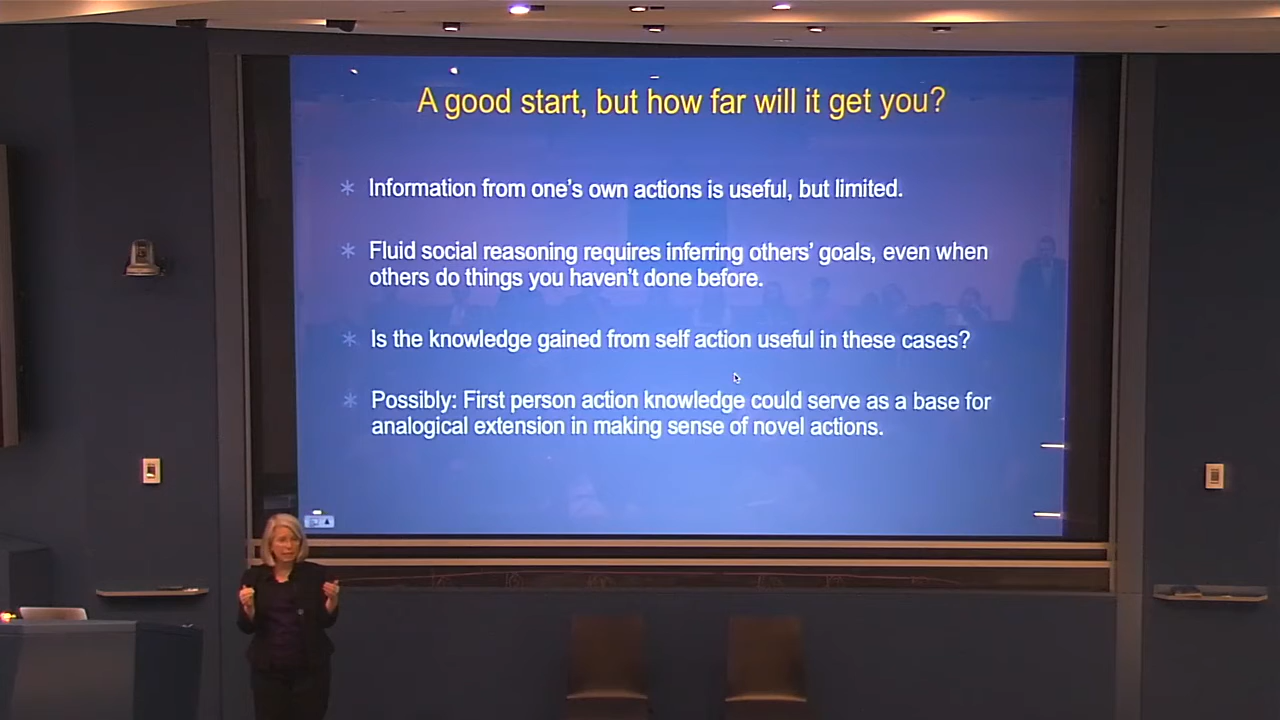 A good start, but how far will it get you?
* Information from one's own actions is useful, but limited.
* Fluid social reasoning requires inferring others' goals, even when
others do things you haven't done before.
* Is the knowledge gained from self action useful in these cases?
* Possibly: First person action knowledge could serve as a base for
analogical extension in making sense of novel actions.